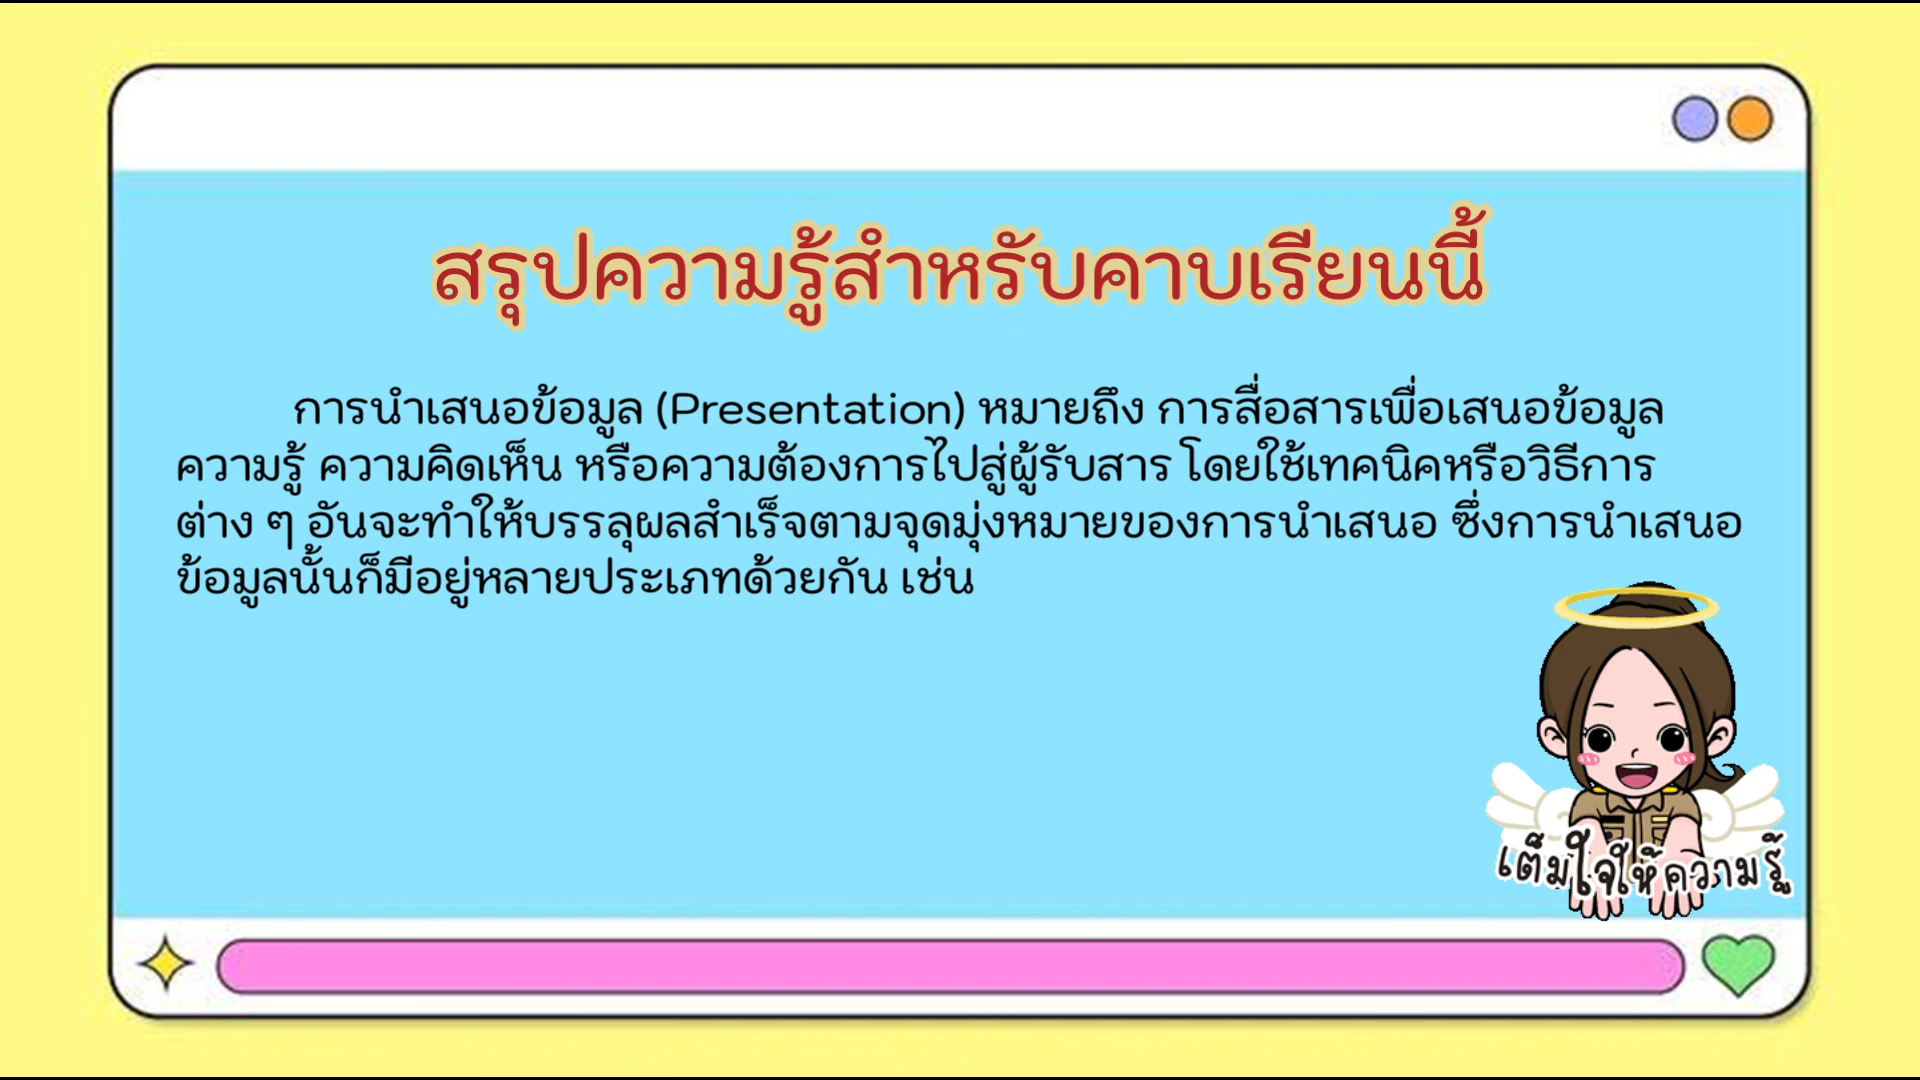 สรุปความรู้สำหรับคาบเรียนนี้
การนำเสนอข้อมูล (Presentation) หมายถึง การสื่อสารเพื่อเสนอข้อมูล
ความรู้ ความคิดเห็น หรือความต้องการไปสู่ผู้รับสาร โดยใช้เทคนิคหรือวิธีการ
ต่าง ๆ อันจะทำให้บรรลุผลสำเร็จตามจุดมุ่งหมายของการนำเสนอ ซึ่งการนำเสนอ
ข้อมูลนั้นก็มีอยู่หลายประเภทด้วยกัน เช่น
เต็มใจให้ความรู้